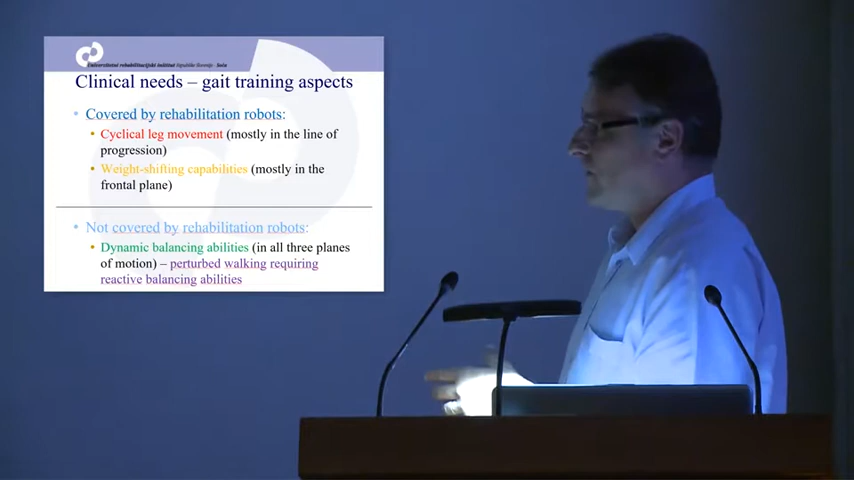 Univerzitetni rehabilitacijski inštitut Republike Slovenije - Soča
Clinical needs – gait training aspects
• Covered by rehabilitation robots:
• Cyclical leg movement (mostly in the line of
progression)
• Weight-shifting capabilities (mostly in the
frontal plane)
• Not covered by rehabilitation robots:
• Dynamic balancing abilities (in all three planes
of motion) – perturbed walking requiring
reactive balancing abilities